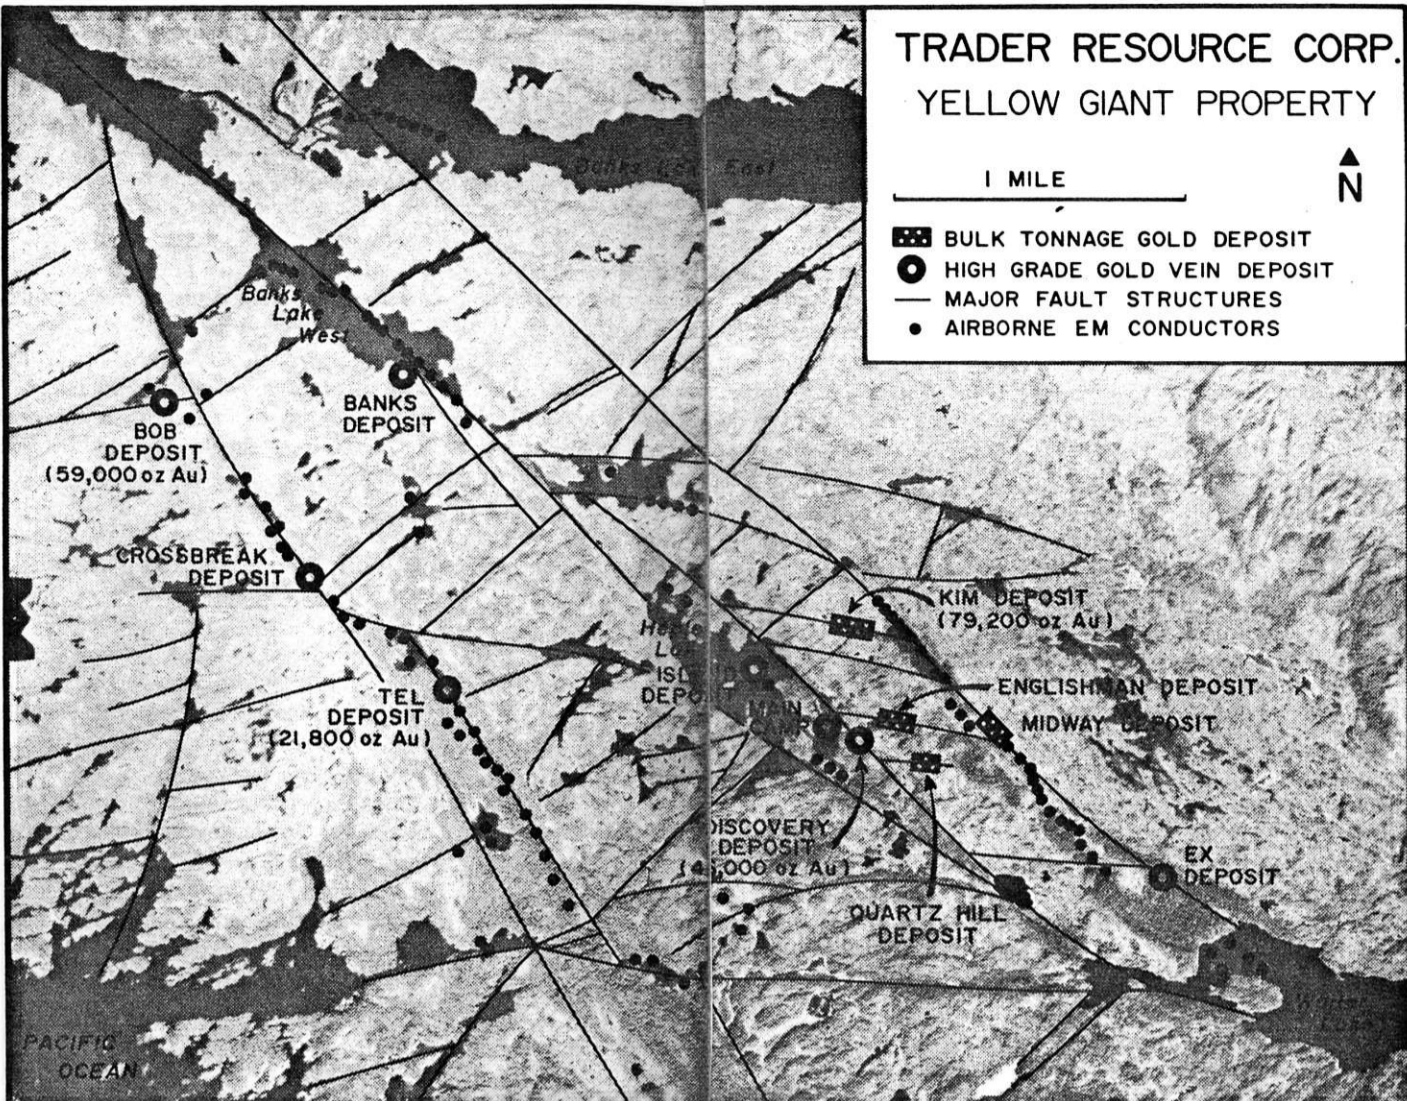 TRADER RESOURCE CORP.
YELLOW GIANT PROPERTY
1 MILE
N
BULK TONNAGE GOLD DEPOSIT
HIGH GRADE GOLD VEIN DEPOSIT
MAJOR FAULT STRUCTURES
AIRBORNE EM CONDUCTORS
Banks
East
Banks
Lake
West
BANKS
DEPOSIT
BOB
DEPOSIT
(59,000 oz Au)
CROSSBREAK
DEPOSIT
KIM DEPOSIT
(79,200 oz Au)
TEL
DEPOSIT
(21,800 oz Au)
MAIN
ENGLISHMAN DEPOSIT
MIDWAY DEPOSIT
DISCOVERY
DEPOSIT
oz Au)
EX
DEPOSIT
QUARTZ HILL
DEPOSIT
PACIFIC
OCEAN